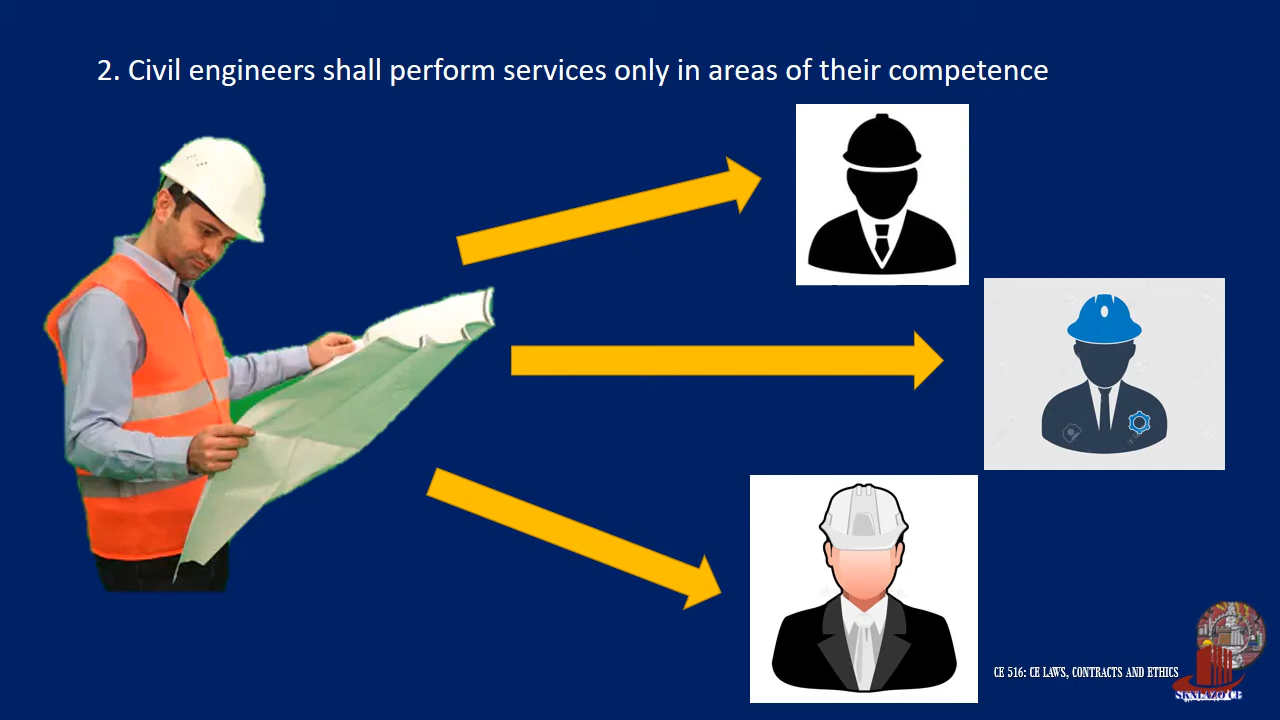 2. Civil engineers shall perform services only in areas of their competence
CE 516: CE LAWS, CONTRACTS AND ETHICS